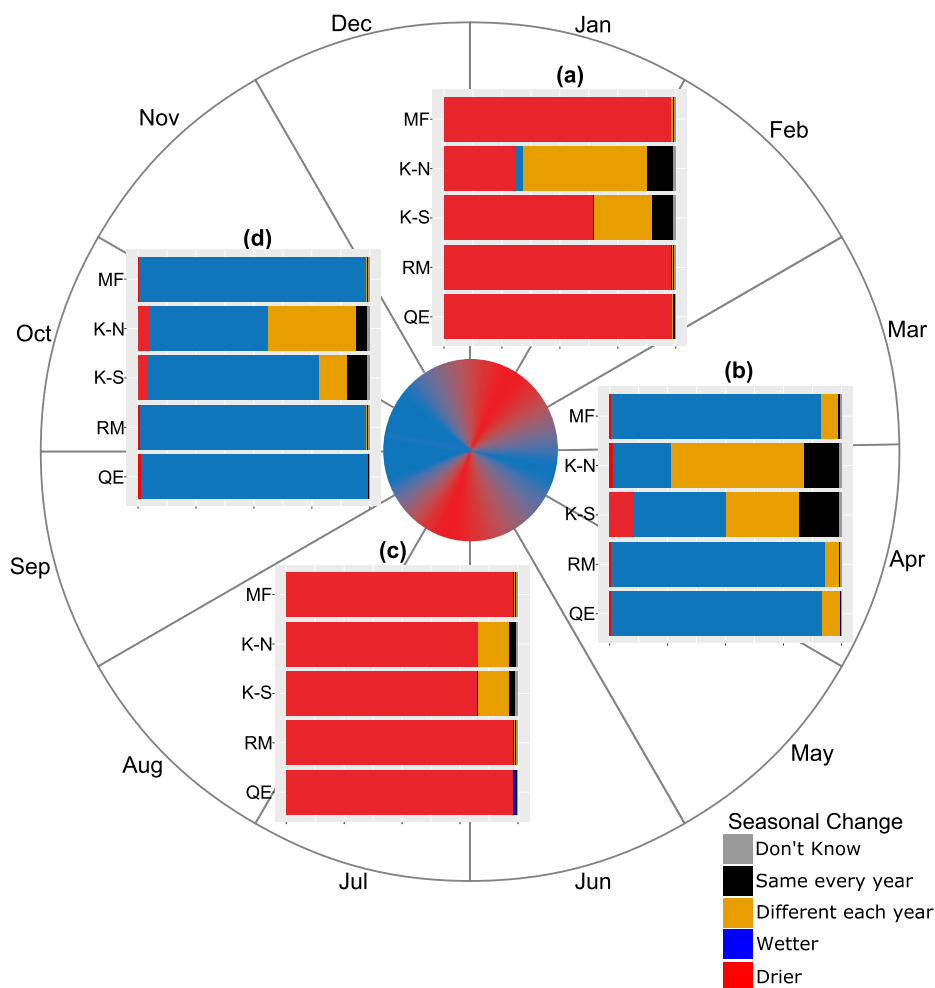 Dec
Jan
Nov
Feb
(a)
MF
K-N
K-S
RM
QE
(d)
MF
K-N
K-S
RM
QE
Oct
Mar
(b)
MF
K-N
K-S
RM
QE
Sep
Apr
(c)
MF
K-N
K-S
RM
QE
Aug
May
Jul
Jun
Seasonal Change
Don't Know
Same every year
Different each year
Wetter
Drier